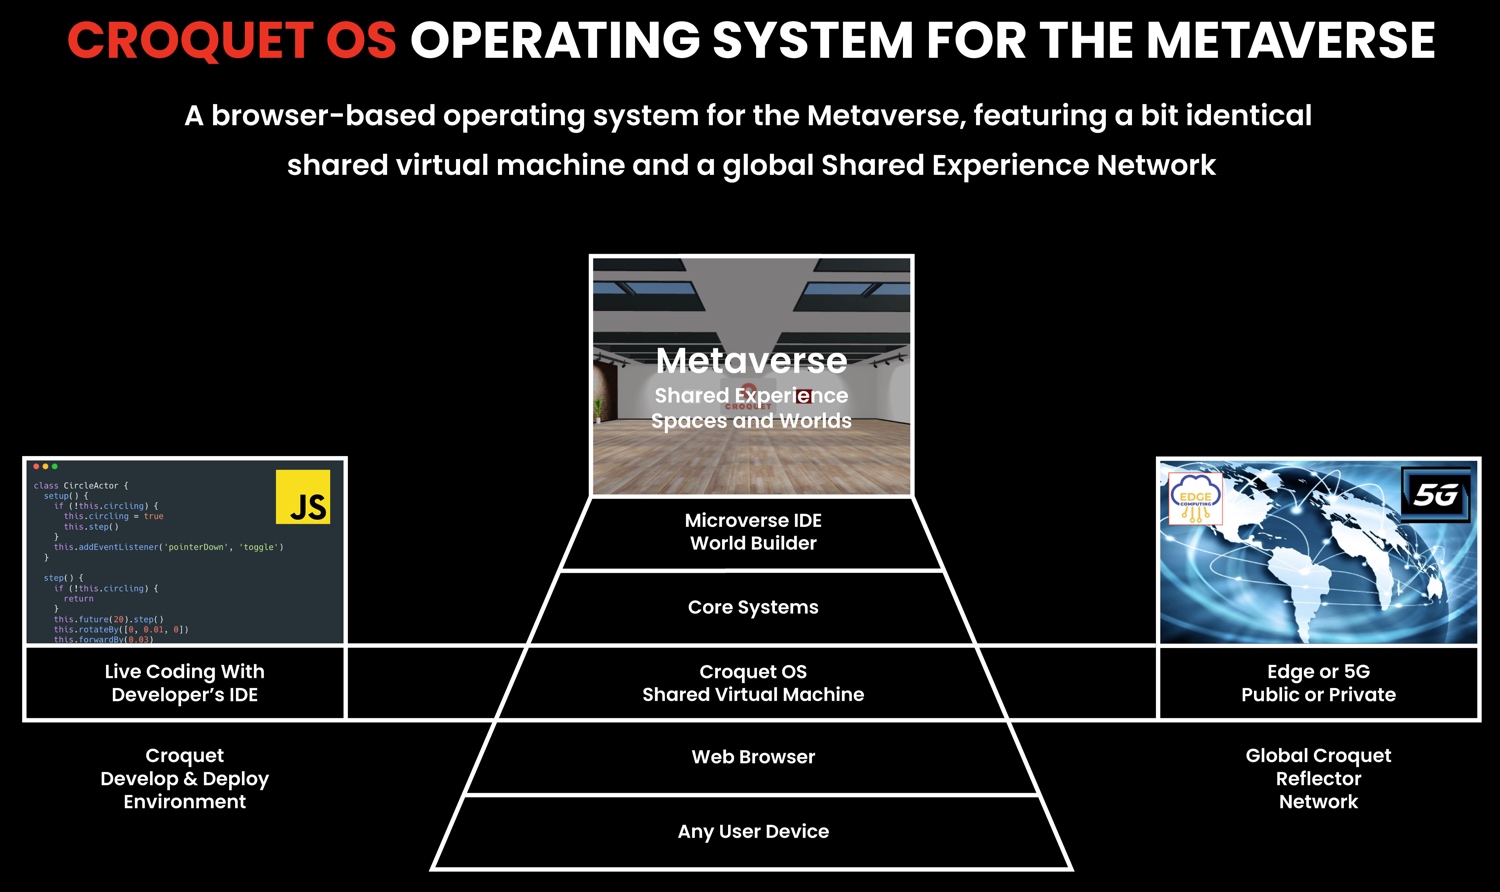 CROQUET OS OPERATING SYSTEM FOR THE METAVERSE
A browser-based operating system for the Metaverse, featuring a bit identical
shared virtual machine and a global Shared Experience Network
Metaverse
Shared Experience
Spaces and Worlds
CROQUET
class CircleActor {
setup() {
if (!this.circling) {
this.circling = true
this.step()
}
this.addEventListener('pointerDown', 'toggle')
}
step() {
if (!this.circling) {
return
}
this.future(20).step()
this.rotateBy([0, 0.01, 0])
this.forwardBy(0.03)
JS
EDGE
COMPUTING
5G
Microverse IDE
World Builder
Core Systems
Live Coding With
Developer's IDE
Croquet OS
Shared Virtual Machine
Edge or 5G
Public or Private
Croquet
Develop & Deploy
Environment
Web Browser
Global Croquet
Reflector
Network
Any User Device